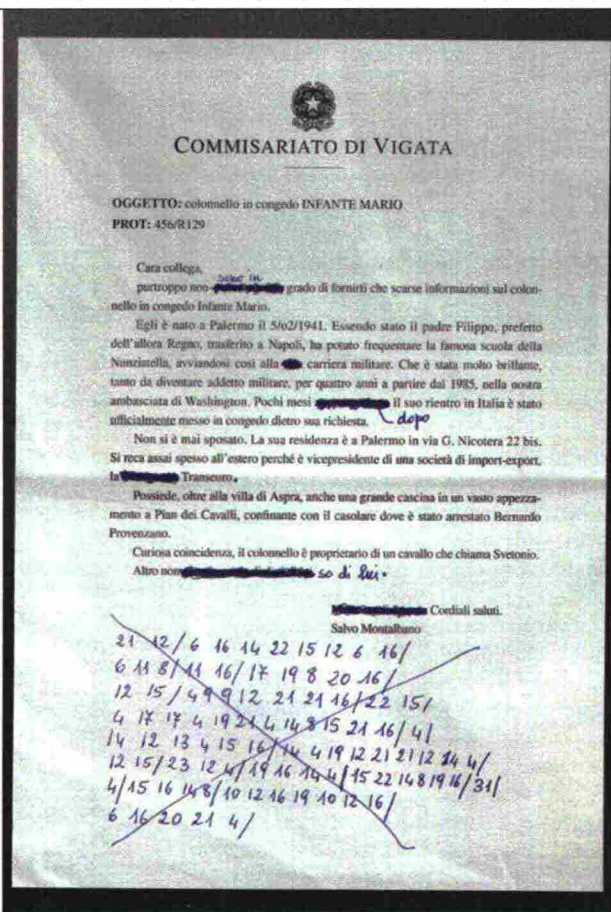 COMMISARIATO DI VIGATA
OGGETTO: colonnello in congedo INFANTE MARIO
PROT: 456/R129
Cara collega,
sono in
purtroppo non grado di fornirti che scarse informazioni sul colon-
nello in congedo Infante Mario.
Egli è nato a Palermo il 5/o2/1941. Essendo stato il padre Filippo, prefetto
dell'allora Regno, trasferito a Napoli, ha potuto frequentare la famosa scuola della
Nunziatella, avviandosi così alla carriera militare. Che è stata molto brillante,
tanto da diventare addetto militare, per quattro anni a partire dal 1985, nella nostra
ambasciata di Washington. Pochi mesi il suo rientro in Italia è stato
ufficialmente messo in congedo dietro sua richiesta. dopo
Non si è mai sposato. La sua residenza è a Palermo in via G. Nicotera 22 bis.
Si reca assai spesso all'estero perché è vicepresidente di una società di import-export,
la Transeuro.
Possiede, oltre alla villa di Aspra, anche una grande cascina in un vasto appezza-
mento a Pian dei Cavalli, confinante con il casolare dove è stato arrestato Bernardo
Provenzano.
Curiosa coincidenza, il colonnello è proprietario di un cavallo che chiama Svetonio.
Altro non so di lui.
Cordiali saluti.
Salvo Montalbano
21 12/6 16 14 22 15 12 6 16/
6 11 8/11 16/17 19 8 20 16/
12 15/4 9 9 12 21 21 16/22 15/
4 17 17 4 19 21 4 14 8 15 21 16/4/
14 12 13 4 15 16/14 4 19 12 21 21 12 14 4/
12 15/23 12 4/19 16 14 4/15 22 14 8 19 16/31/
4/15 16 14 8/10 12 16 19 10 12 16/
6 16 20 21 4/